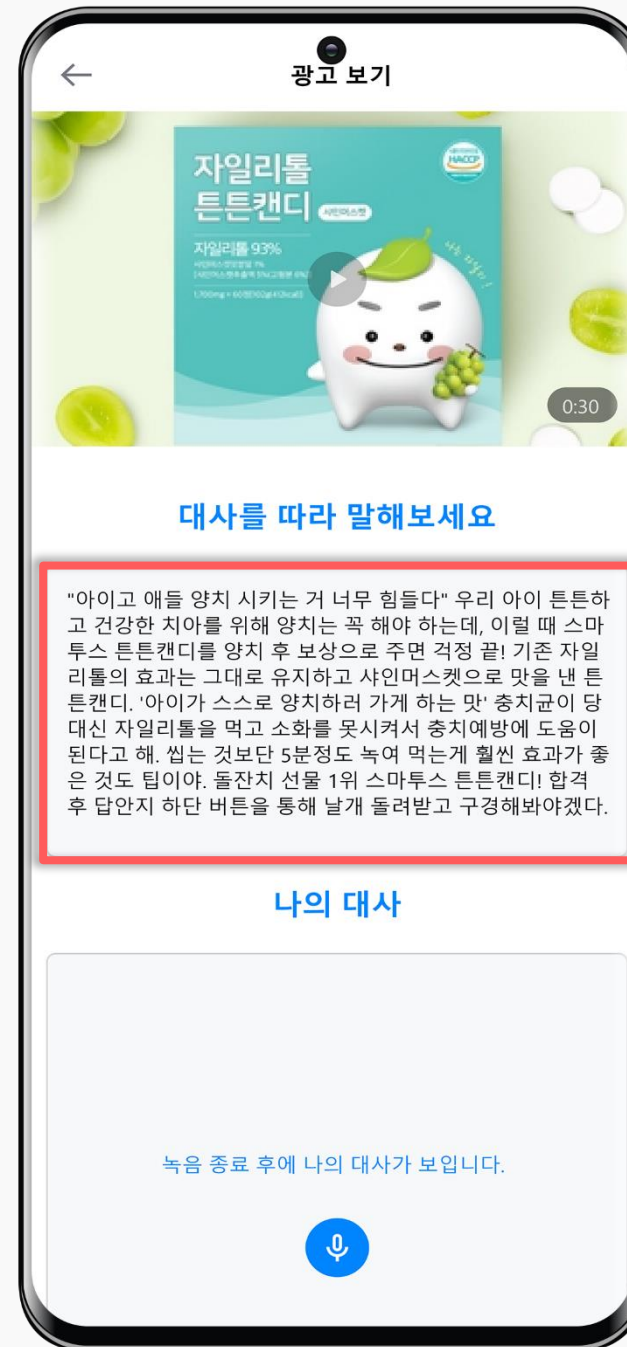 광고 보기
자일리톨
튼튼캔디
샤인머스켓
HACCP
자일리톨 93%
나는 자일리!
0:30
대사를 따라 말해보세요
"아이고 애들 양치 시키는 거 너무 힘들다" 우리 아이 튼튼하
고 건강한 치아를 위해 양치는 꼭 해야 하는데, 이럴 때 스마
투스 튼튼캔디를 양치 후 보상으로 주면 걱정 끝! 기존 자일
리톨의 효과는 그대로 유지하고 샤인머스켓으로 맛을 낸 튼
튼캔디. '아이가 스스로 양치하러 가게 하는 맛' 충치균이 당
대신 자일리톨을 먹고 소화를 못시켜서 충치예방에 도움이
된다고 해. 씹는 것보단 5분정도 녹여 먹는게 훨씬 효과가 좋
은 것도 팁이야. 돌잔치 선물 1위 스마투스 튼튼캔디! 합격
후 답안지 하단 버튼을 통해 날개 돌려받고 구경해봐야겠다.
나의 대사
녹음 종료 후에 나의 대사가 보입니다.